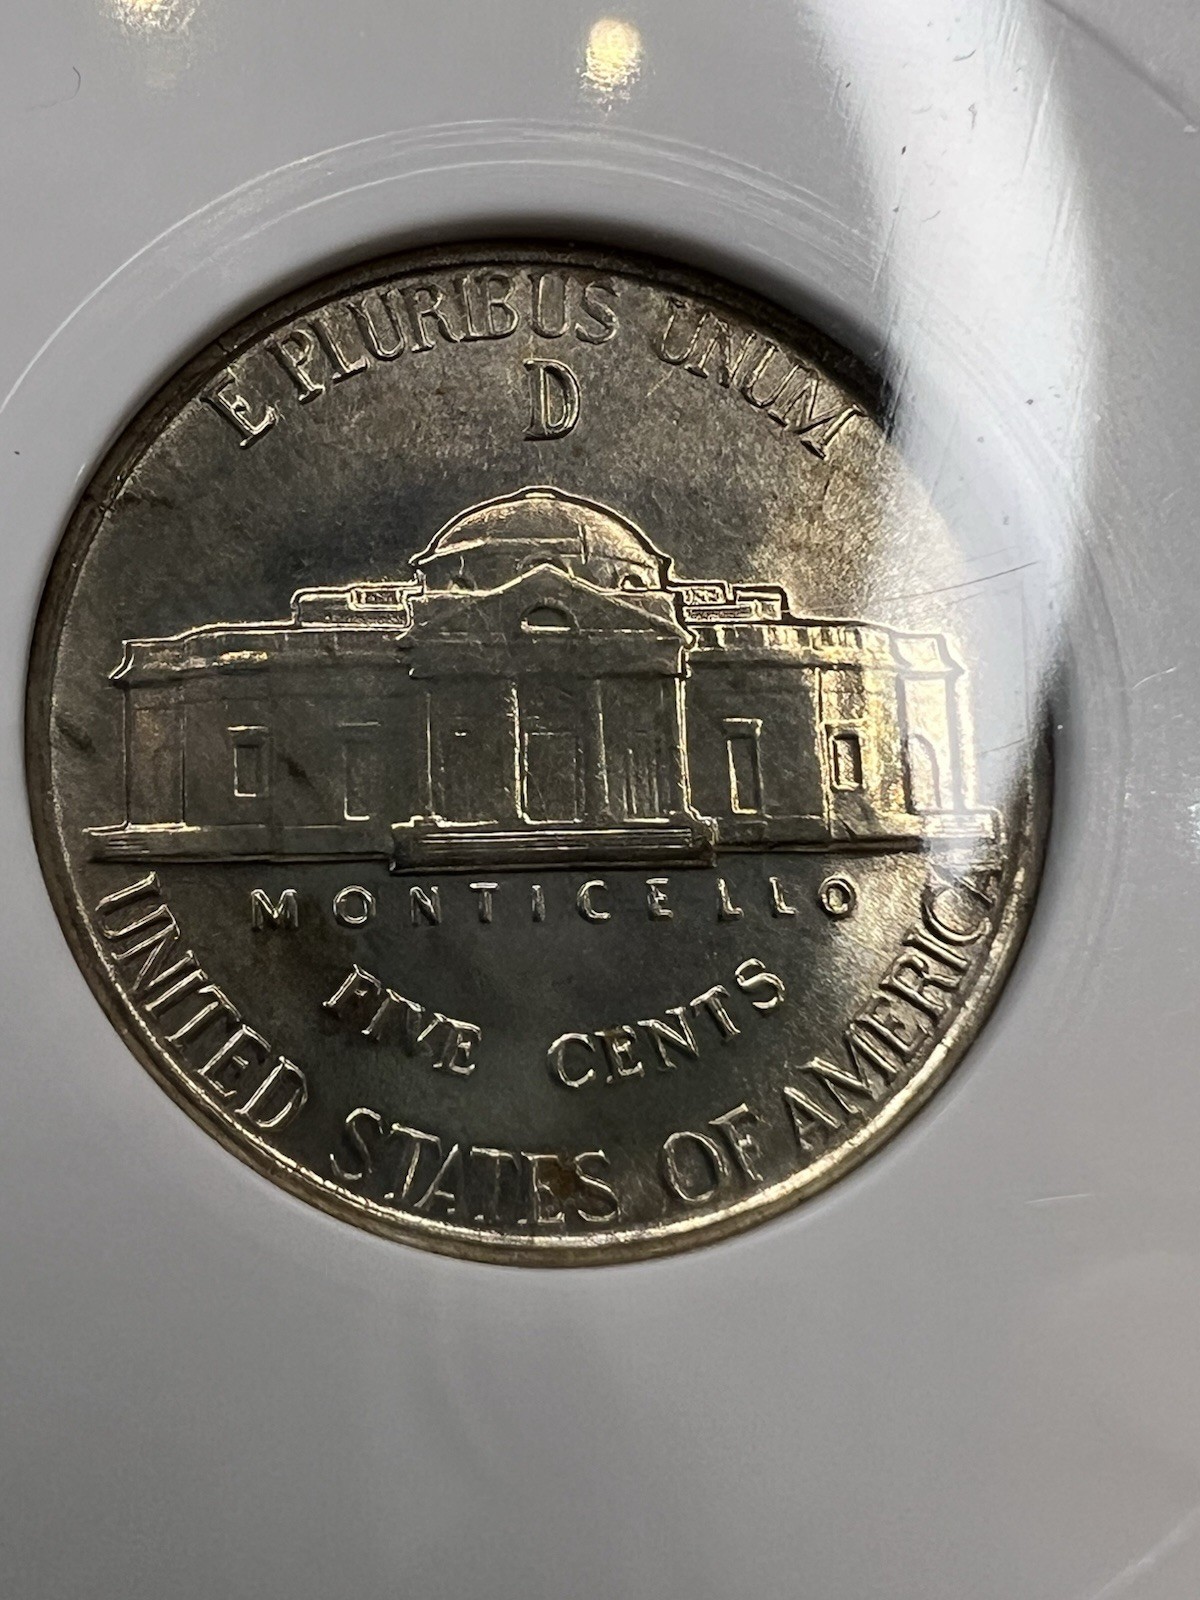 E PLURIBUS UNUM
D
MONTICELLO
FIVE CENTS
UNITED STATES OF AMERICA